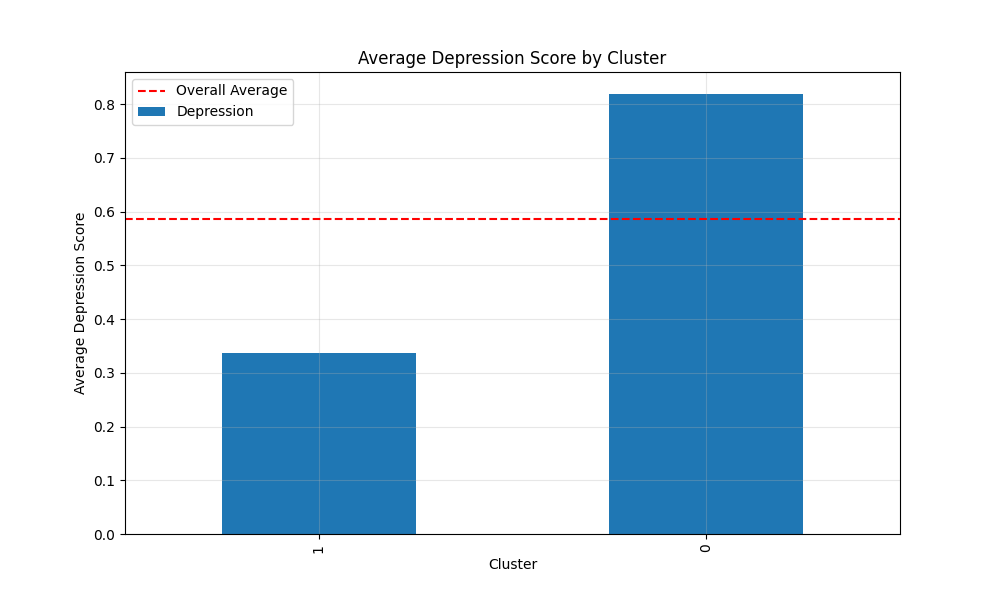 Average Depression Score by Cluster
Overall Average
Depression
0.8
0.7
0.6
0.5
0.4
0.3
0.2
0.1
0.0
Average Depression Score
1
0
Cluster